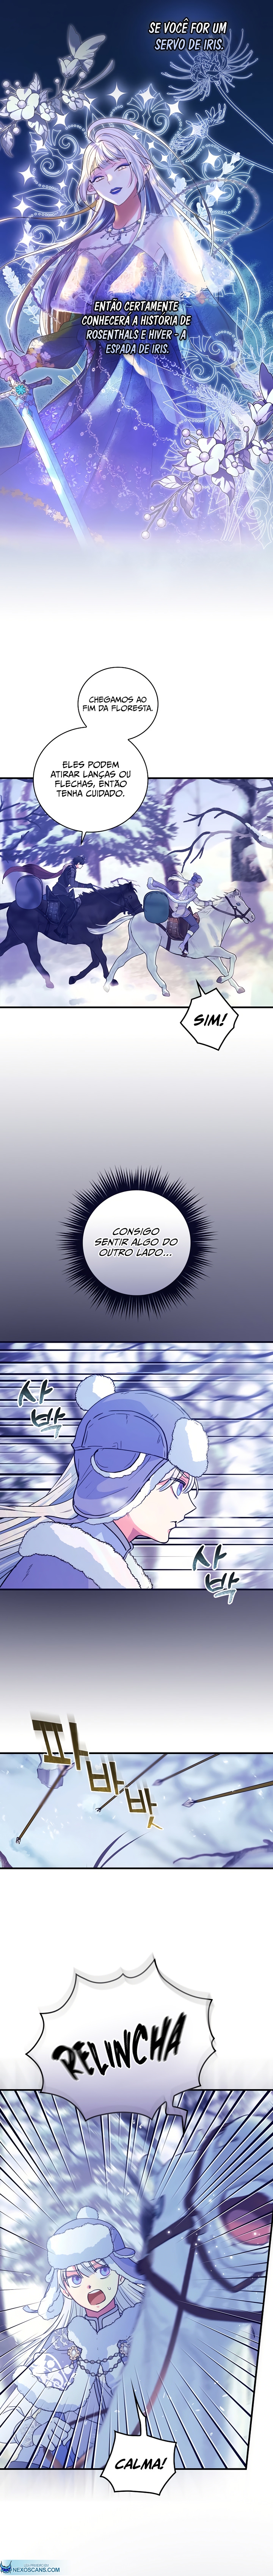 SE VOCÊ FOR UM
SERVO DE IRIS.
ENTÃO CERTAMENTE
CONHECERÁ A HISTÓRIA DE
ROSENTHALS E HIVER - A
ESPADA DE IRIS.
CHEGAMOS AO
FIM DA FLORESTA.
ELES PODEM
ATIRAR LANÇAS OU
FLECHAS, ENTÃO
TENHA CUIDADO.
SIM!
CONSIGO
SENTIR ALGO DO
OUTRO LADO...
사
박
사
박
파
바
박
RELINCHA
CALMA!
NEXOSCANS.COM